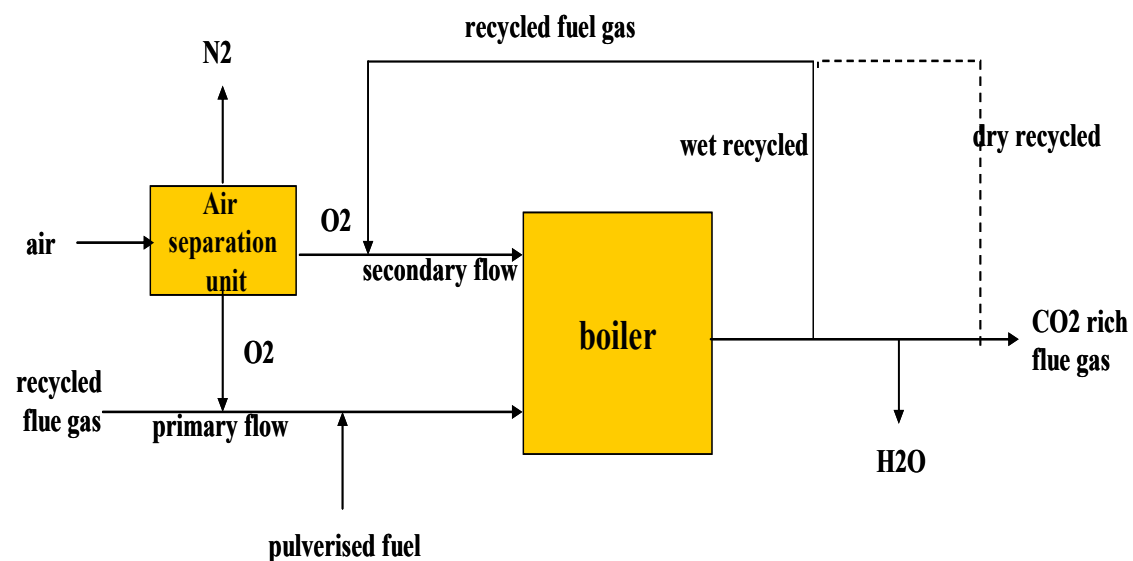 recycled fuel gas
N2
wet recycled
dry recycled
Air
separation
unit
air
O2
secondary flow
boiler
CO2 rich
flue gas
O2
recycled
flue gas
primary flow
H2O
pulverised fuel